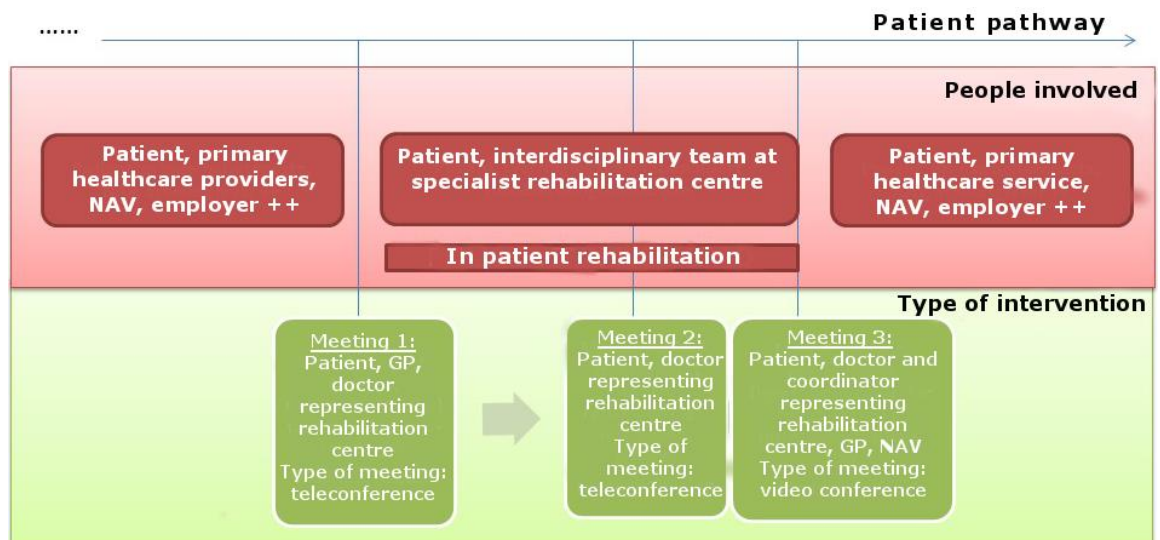 ......
Patient pathway
People involved
Patient, primary
healthcare providers,
NAV, employer ++
Patient, interdisciplinary team at
specialist rehabilitation centre
Patient, primary
healthcare service,
NAV, employer ++
In patient rehabilitation
Type of intervention
Meeting 1:
Patient, GP,
doctor
representing
rehabilitation
centre
Type of meeting:
teleconference
Meeting 2:
Patient, doctor
representing
rehabilitation
centre
Type of
meeting:
teleconference
Meeting 3:
Patient, doctor and
coordinator
representing
rehabilitation
centre, GP, NAV
Type of meeting:
video conference